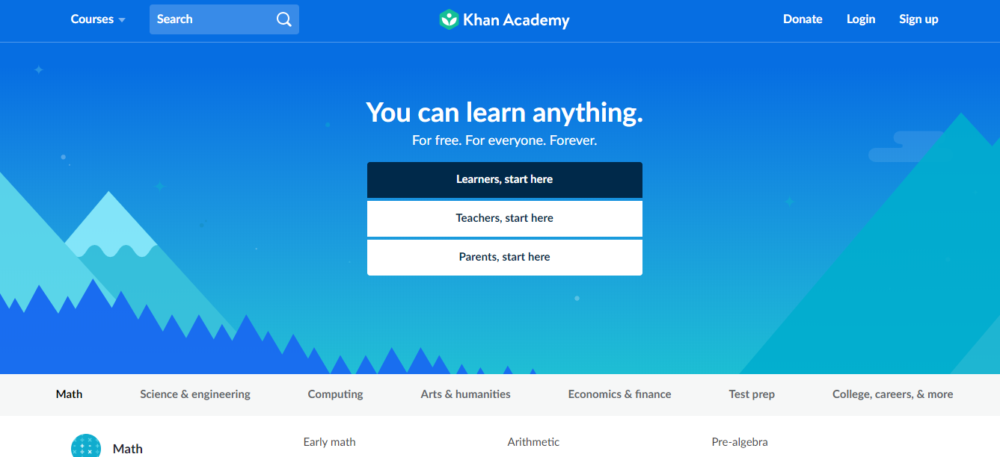 Courses
Search
Khan Academy
Donate
Login
Sign up
You can learn anything.
For free. For everyone. Forever.
Learners, start here
Teachers, start here
Parents, start here
Math
Science & engineering
Computing
Arts & humanities
Economics & finance
Test prep
College, careers, & more
Math
Early math
Arithmetic
Pre-algebra